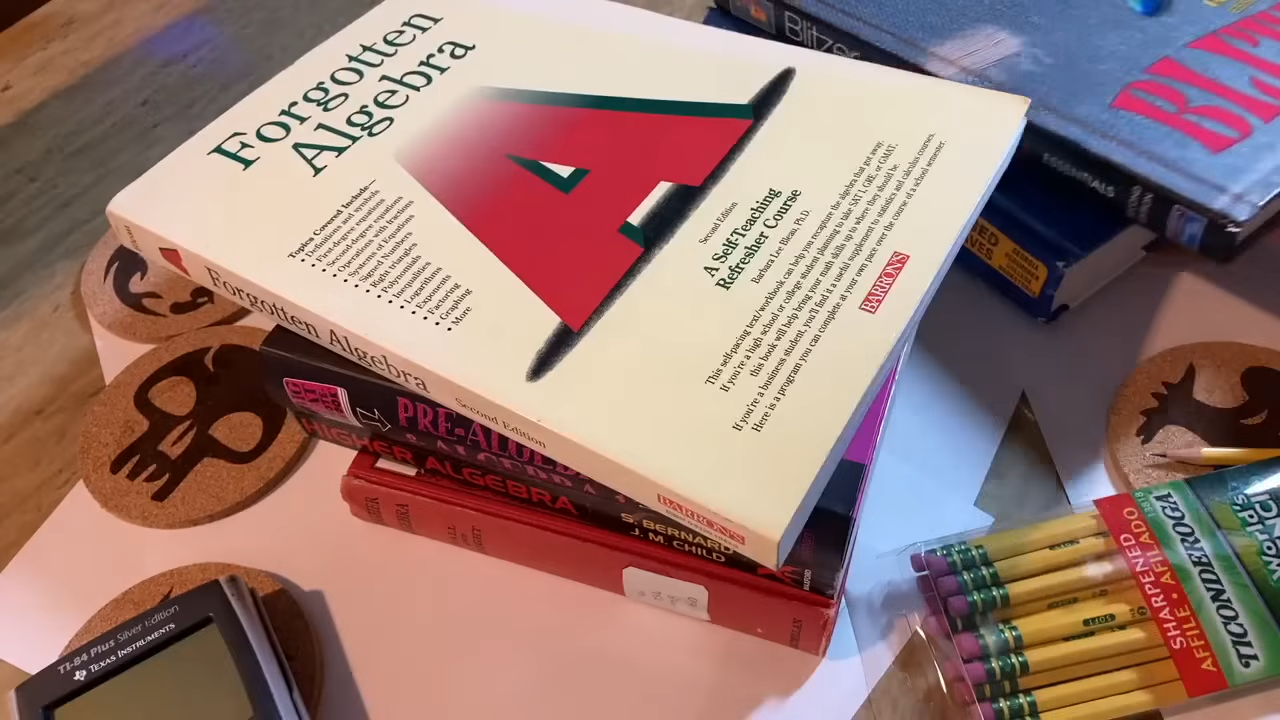 Forgotten
Algebra
Topics Covered Include—
• Definitions and symbols
• First-degree equations
• Second-degree equations
• Operations with fractions
• Systems of Equations
• Signed Numbers
• Right Triangles
• Polynomials
• Inequalities
• Logarithms
• Exponents
• Factoring
• Graphing
• More
Second Edition
A Self-Teaching
Refresher Course
Barbara Lee Bleau, Ph.D.
This self-pacing text/workbook can help you recapture the algebra that got away.
If you're a high school or college student planning to take SAT I, GRE, or GMAT,
this book will help bring your math skills up to where they should be.
If you're a business student, you'll find it a useful supplement to statistics and calculus courses.
Here is a program you can complete at your own pace over the course of a school semester.
BARRON'S
Forgotten Algebra
Second Edition
BARRON'S
PRE-ALGEB
HIGHER ALGEBRA
S. BERNARD
J. M. CHILD
HALL
KNIGHT
Blitzer
BLIT
ESSENTIALS
TI-84 Plus Silver Edition
TEXAS INSTRUMENTS
SHARPENED
AFFILE • AFILADO
TICONDEROGA
World's
SOFT